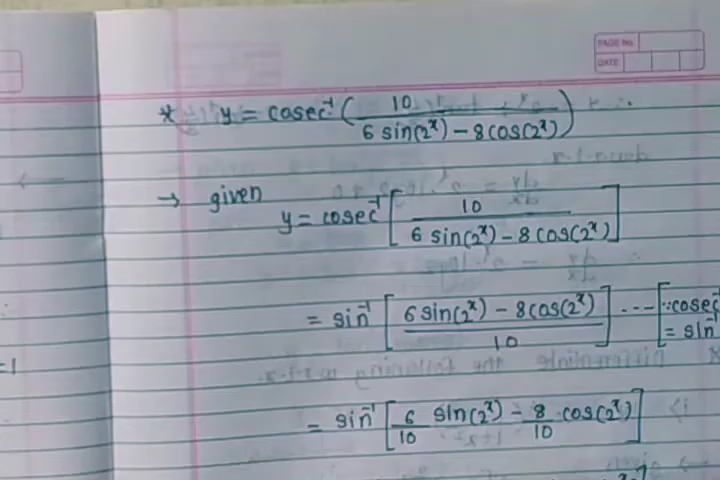 PAGE No.
DATE
* y = cosec⁻¹ ( 10 / 6 sin(2ˣ) – 8 cos(2ˣ) )
→ given
y = cosec⁻¹ [ 10 / 6 sin(2ˣ) – 8 cos(2ˣ) ]
= sin⁻¹ [ 6 sin(2ˣ) – 8 cos(2ˣ) / 10 ] --- [ ∵ cosec⁻¹
= sin⁻¹
=1
= sin⁻¹ [ 6/10 sin(2ˣ) – 8/10 · cos(2ˣ) ]